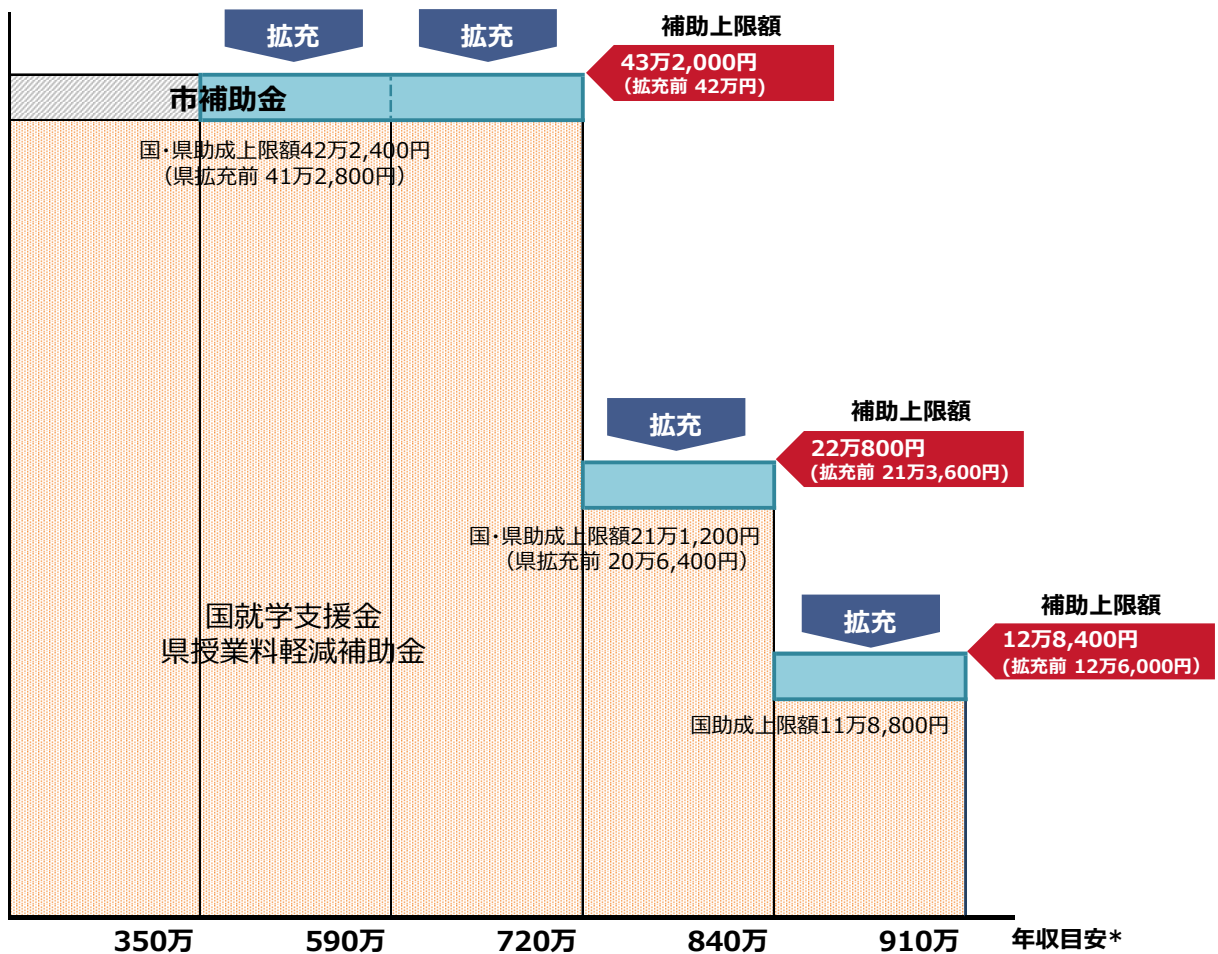 拡充
拡充
補助上限額
43万2,000円
（拡充前 42万円)
市補助金
国・県助成上限額42万2,400円
（県拡充前 41万2,800円）
拡充
補助上限額
22万800円
(拡充前 21万3,600円)
国・県助成上限額21万1,200円
（県拡充前 20万6,400円）
国就学支援金
県授業料軽減補助金
拡充
補助上限額
12万8,400円
(拡充前 12万6,000円）
国助成上限額11万8,800円
350万
590万
720万
840万
910万
年収目安*